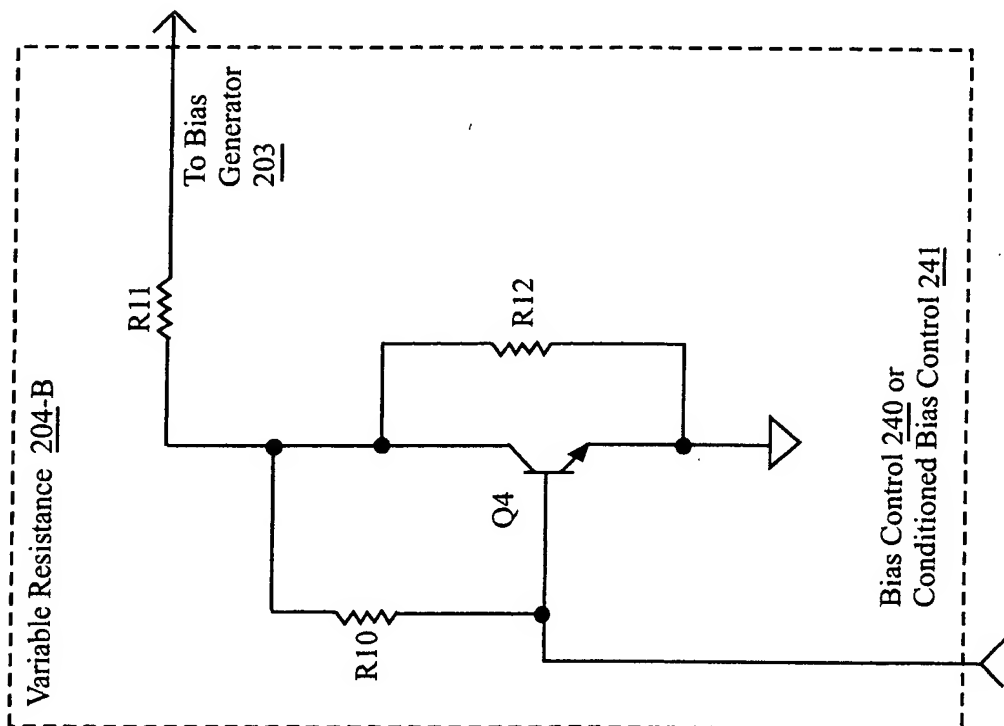 Variable Resistance 204-B
R11
To Bias
Generator
203
R10
Q4
R12
Bias Control 240 or
Conditioned Bias Control 241